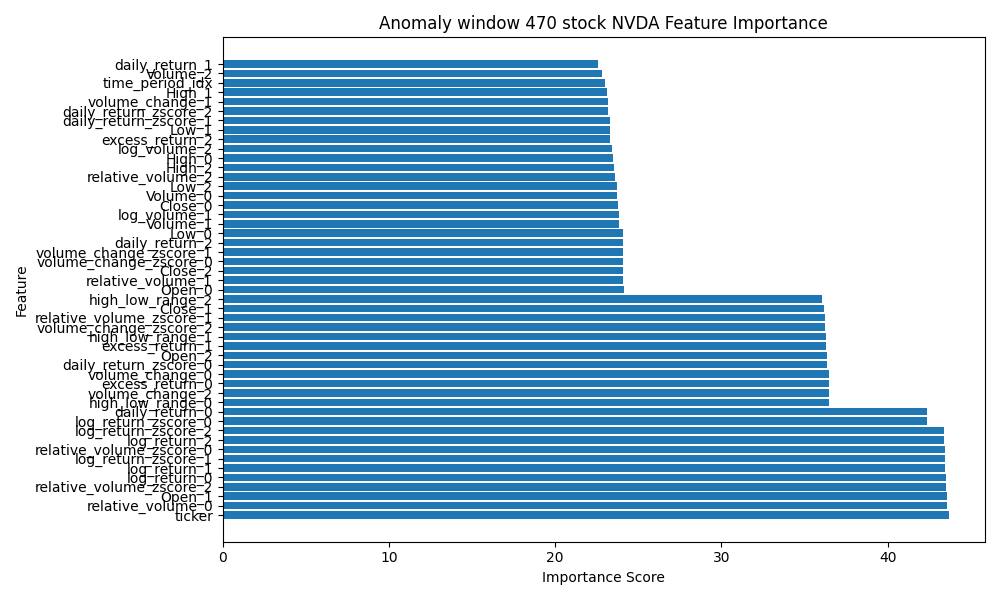 Anomaly window 470 stock NVDA Feature Importance
daily_return_1
Volume_2
time_period_idx
High_1
volume_change_1
daily_return_zscore_2
daily_return_zscore_1
Low_1
excess_return_2
log_volume_2
High_0
High_2
relative_volume_2
Low_2
Volume_0
Close_0
log_volume_1
Volume_1
Low_0
daily_return_2
volume_change_zscore_1
volume_change_zscore_0
Close_2
relative_volume_1
Open_0
high_low_range_2
Close_1
relative_volume_zscore_1
volume_change_zscore_2
high_low_range_1
excess_return_1
Open_2
daily_return_zscore_0
volume_change_0
excess_return_0
volume_change_2
high_low_range_0
daily_return_0
log_return_zscore_0
log_return_zscore_2
log_return_2
relative_volume_zscore_0
log_return_zscore_1
log_return_1
log_return_0
relative_volume_zscore_2
Open_1
relative_volume_0
ticker
Feature
0 10 20 30 40
Importance Score